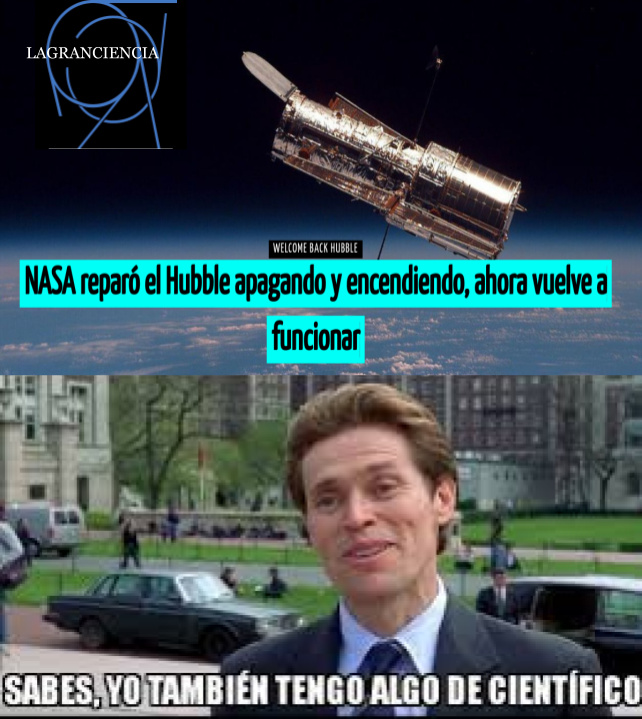 LAGRANCIENCIA
WELCOME BACK HUBBLE
NASA reparó el Hubble apagando y encendiendo, ahora vuelve a
funcionar
SABES, YO TAMBIÉN TENGO ALGO DE CIENTÍFICO